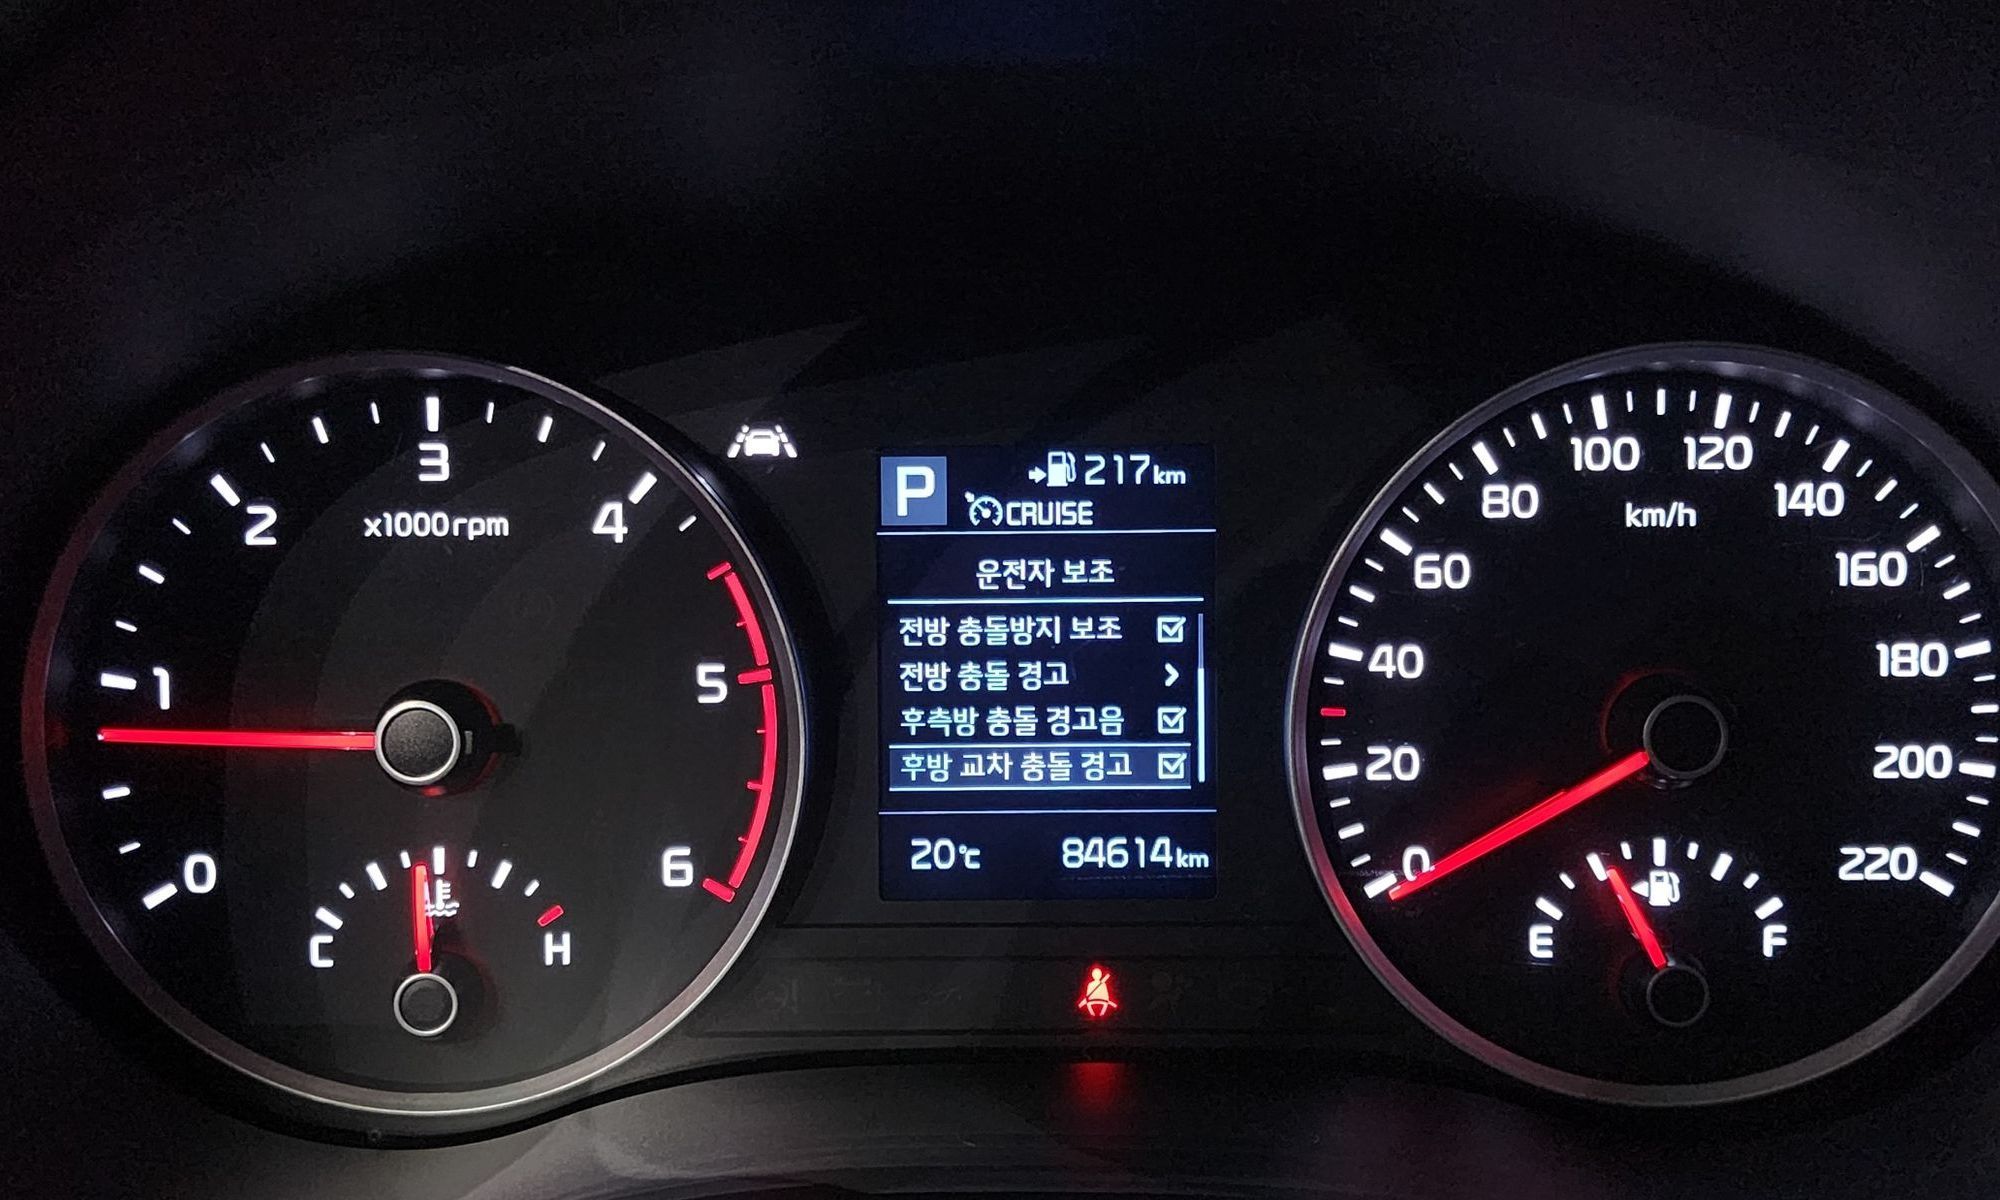 0
1
2
3
4
5
6
x1000rpm
C
H
P
217km
CRUISE
운전자 보조
전방 충돌방지 보조
전방 충돌 경고
후측방 충돌 경고음
후방 교차 충돌 경고
20℃
84614km
0
20
40
60
80
100
120
140
160
180
200
220
km/h
E
F